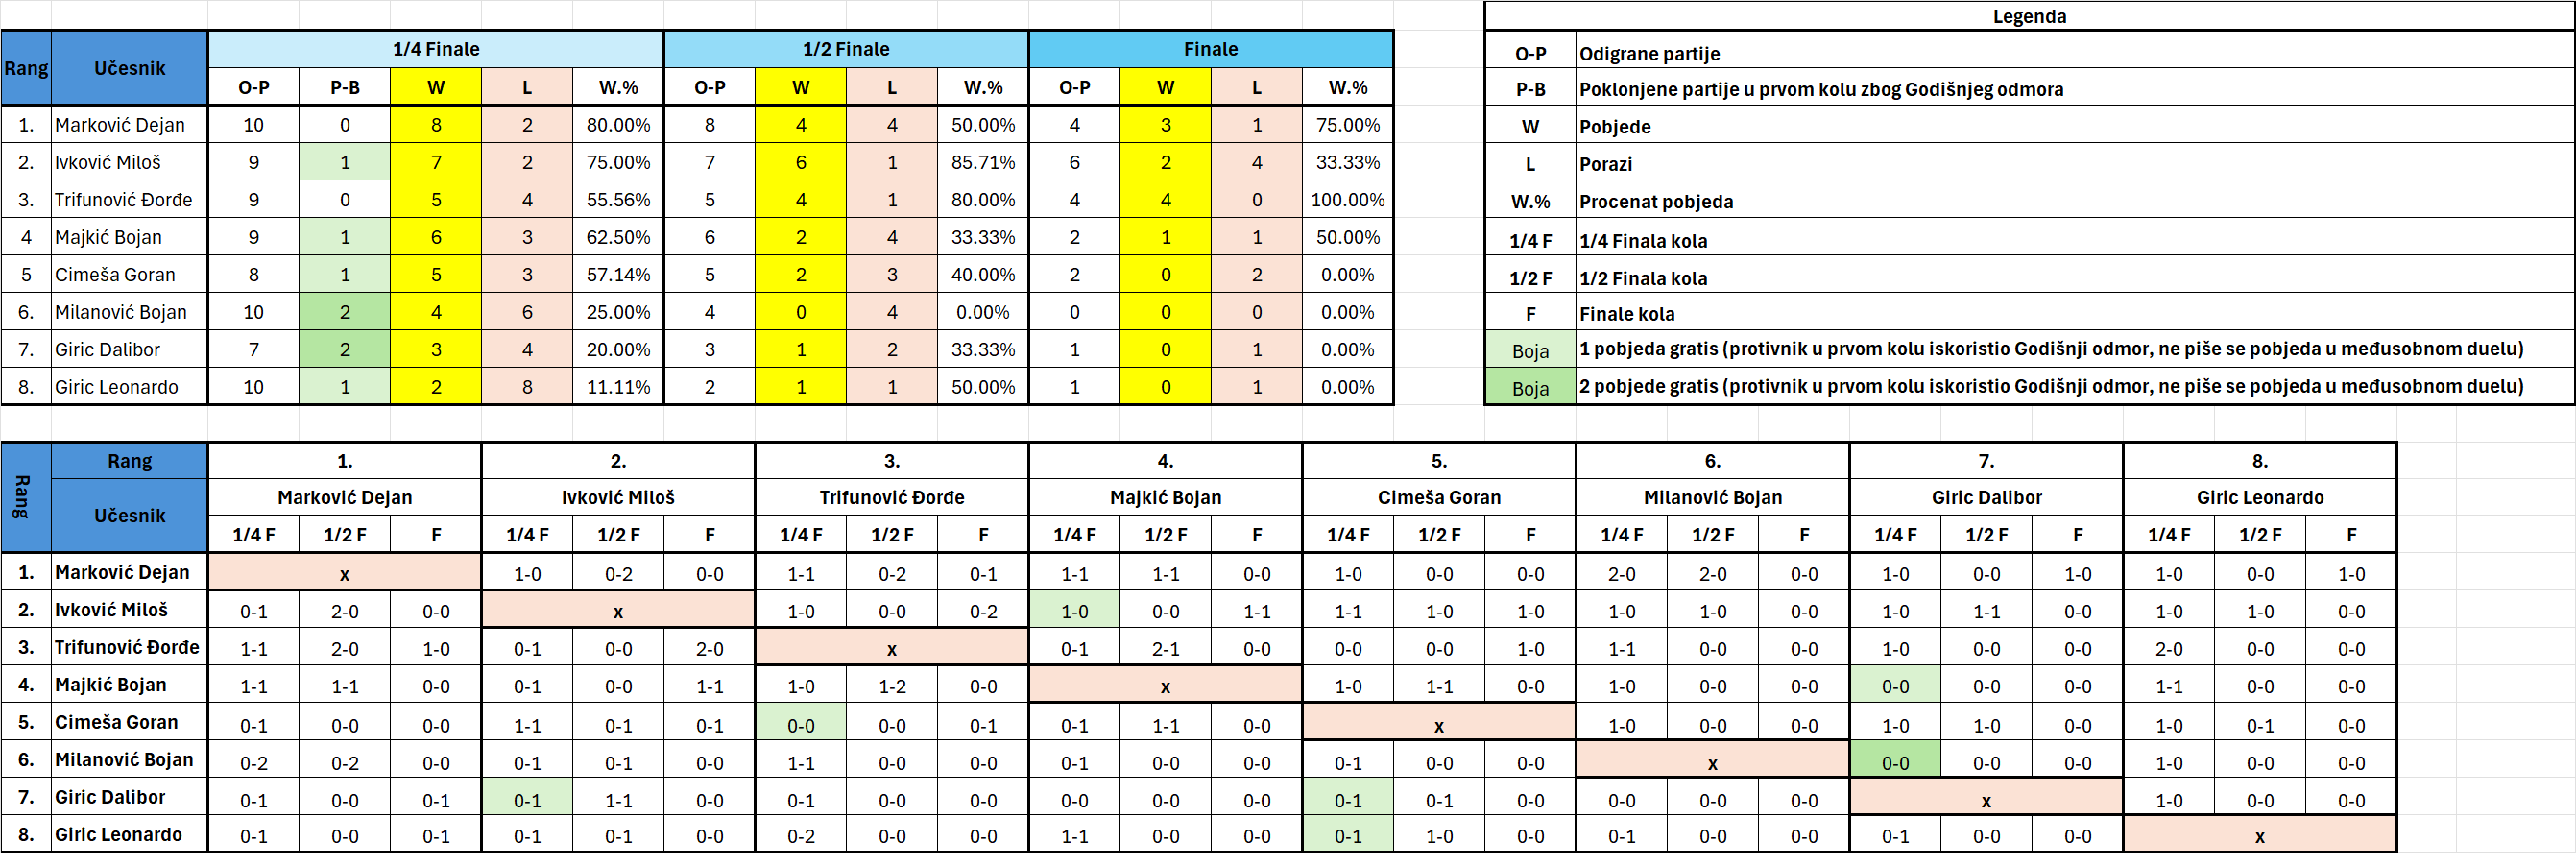 Legenda
Rang Učesnik 1/4 Finale 1/2 Finale Finale
O-P P-B W L W.% O-P W L W.% O-P W L W.%
1. Marković Dejan 10 0 8 2 80.00% 8 4 4 50.00% 4 3 1 75.00%
2. Ivković Miloš 9 1 7 2 75.00% 7 6 1 85.71% 6 2 4 33.33%
3. Trifunović Đorđe 9 0 5 4 55.56% 5 4 1 80.00% 4 4 0 100.00%
4 Majkić Bojan 9 1 6 3 62.50% 6 2 4 33.33% 2 1 1 50.00%
5 Cimeša Goran 8 1 5 3 57.14% 5 2 3 40.00% 2 0 2 0.00%
6. Milanović Bojan 10 2 4 6 25.00% 4 0 4 0.00% 0 0 0 0.00%
7. Giric Dalibor 7 2 3 4 20.00% 3 1 2 33.33% 1 0 1 0.00%
8. Giric Leonardo 10 1 2 8 11.11% 2 1 1 50.00% 1 0 1 0.00%
O-P Odigrane partije
P-B Poklonjene partije u prvom kolu zbog Godišnjeg odmora
W Pobjede
L Porazi
W.% Procenat pobjeda
1/4 F 1/4 Finala kola
1/2 F 1/2 Finala kola
F Finale kola
Boja 1 pobjeda gratis (protivnik u prvom kolu iskoristio Godišnji odmor, ne piše se pobjeda u međusobnom duelu)
Boja 2 pobjede gratis (protivnik u prvom kolu iskoristio Godišnji odmor, ne piše se pobjeda u međusobnom duelu)
Rang Rang 1. 2. 3. 4. 5. 6. 7. 8.
Učesnik Marković Dejan Ivković Miloš Trifunović Đorđe Majkić Bojan Cimeša Goran Milanović Bojan Giric Dalibor Giric Leonardo
1/4 F 1/2 F F 1/4 F 1/2 F F 1/4 F 1/2 F F 1/4 F 1/2 F F 1/4 F 1/2 F F 1/4 F 1/2 F F 1/4 F 1/2 F F 1/4 F 1/2 F F
1. Marković Dejan x 1-0 0-2 0-0 1-1 0-2 0-1 1-1 1-1 0-0 1-0 0-0 0-0 2-0 2-0 0-0 1-0 0-0 1-0 1-0 0-0 1-0
2. Ivković Miloš 0-1 2-0 0-0 x 1-0 0-0 0-2 1-0 0-0 1-1 1-1 1-0 1-0 1-0 1-0 0-0 1-0 1-1 0-0 1-0 1-0 0-0
3. Trifunović Đorđe 1-1 2-0 1-0 0-1 0-0 2-0 x 0-1 2-1 0-0 0-0 0-0 1-0 1-1 0-0 0-0 1-0 0-0 0-0 2-0 0-0 0-0
4. Majkić Bojan 1-1 1-1 0-0 0-1 0-0 1-1 1-0 1-2 0-0 x 1-0 1-1 0-0 1-0 0-0 0-0 0-0 0-0 0-0 1-1 0-0 0-0
5. Cimeša Goran 0-1 0-0 0-0 1-1 0-1 0-1 0-0 0-0 0-1 0-1 1-1 0-0 x 1-0 0-0 0-0 1-0 1-0 0-0 1-0 0-1 0-0
6. Milanović Bojan 0-2 0-2 0-0 0-1 0-1 0-0 1-1 0-0 0-0 0-1 0-0 0-0 0-1 0-0 0-0 x 0-0 0-0 0-0 1-0 0-0 0-0
7. Giric Dalibor 0-1 0-0 0-1 0-1 1-1 0-0 0-1 0-0 0-0 0-0 0-0 0-0 0-1 0-1 0-0 0-0 0-0 0-0 x 1-0 0-0 0-0
8. Giric Leonardo 0-1 0-0 0-1 0-1 0-1 0-0 0-2 0-0 0-0 1-1 0-0 0-0 0-1 1-0 0-0 0-1 0-0 0-0 0-1 0-0 0-0 x